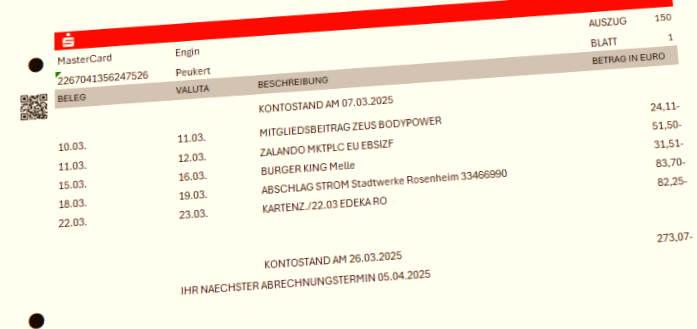 AUSZUG 150
MasterCard Engin BLATT 1
2267041356247526 Peukert
BELEG VALUTA BESCHREIBUNG BETRAG IN EURO
KONTOSTAND AM 07.03.2025
10.03. 11.03. MITGLIEDSBEITRAG ZEUS BODYPOWER 24,11-
11.03. 12.03. ZALANDO MKTPLC EU EBSIZF 51,50-
15.03. 16.03. BURGER KING Melle 31,51-
18.03. 19.03. ABSCHLAG STROM Stadtwerke Rosenheim 33466990 83,70-
22.03. 23.03. KARTENZ./22.03 EDEKA RO 82,25-
KONTOSTAND AM 26.03.2025 273,07-
IHR NAECHSTER ABRECHNUNGSTERMIN 05.04.2025